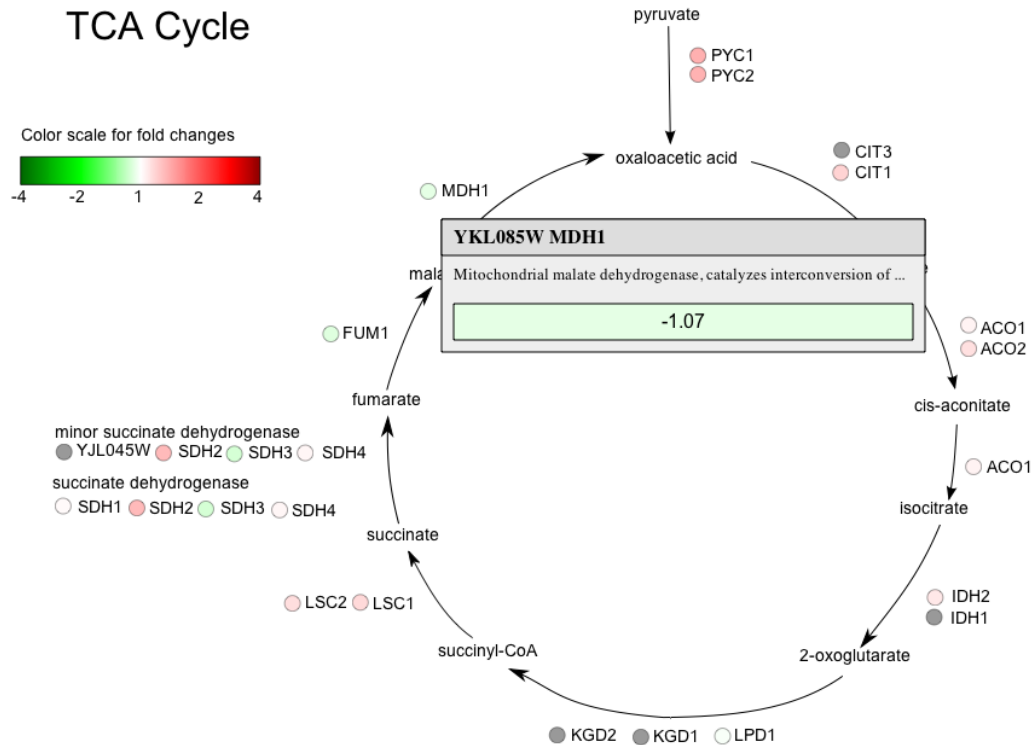 TCA Cycle
pyruvate
PYC1
PYC2
Color scale for fold changes
-4 -2 1 2 4
oxaloacetic acid
CIT3
CIT1
MDH1
YKL085W MDH1
Mitochondrial malate dehydrogenase, catalyzes interconversion of ...
-1.07
FUM1
ACO1
ACO2
fumarate
cis-aconitate
minor succinate dehydrogenase
YJL045W SDH2 SDH3 SDH4
ACO1
succinate dehydrogenase
SDH1 SDH2 SDH3 SDH4
isocitrate
succinate
LSC2 LSC1
IDH2
IDH1
succinyl-CoA
2-oxoglutarate
KGD2 KGD1 LPD1